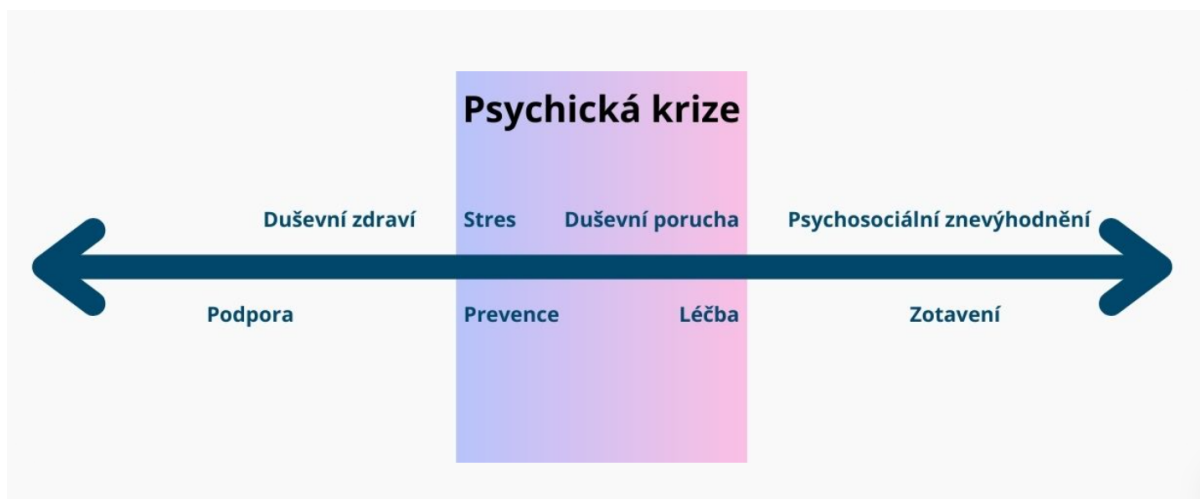 Psychická krize
Duševní zdraví Stres Duševní porucha Psychosociální znevýhodnění
Podpora Prevence Léčba Zotavení